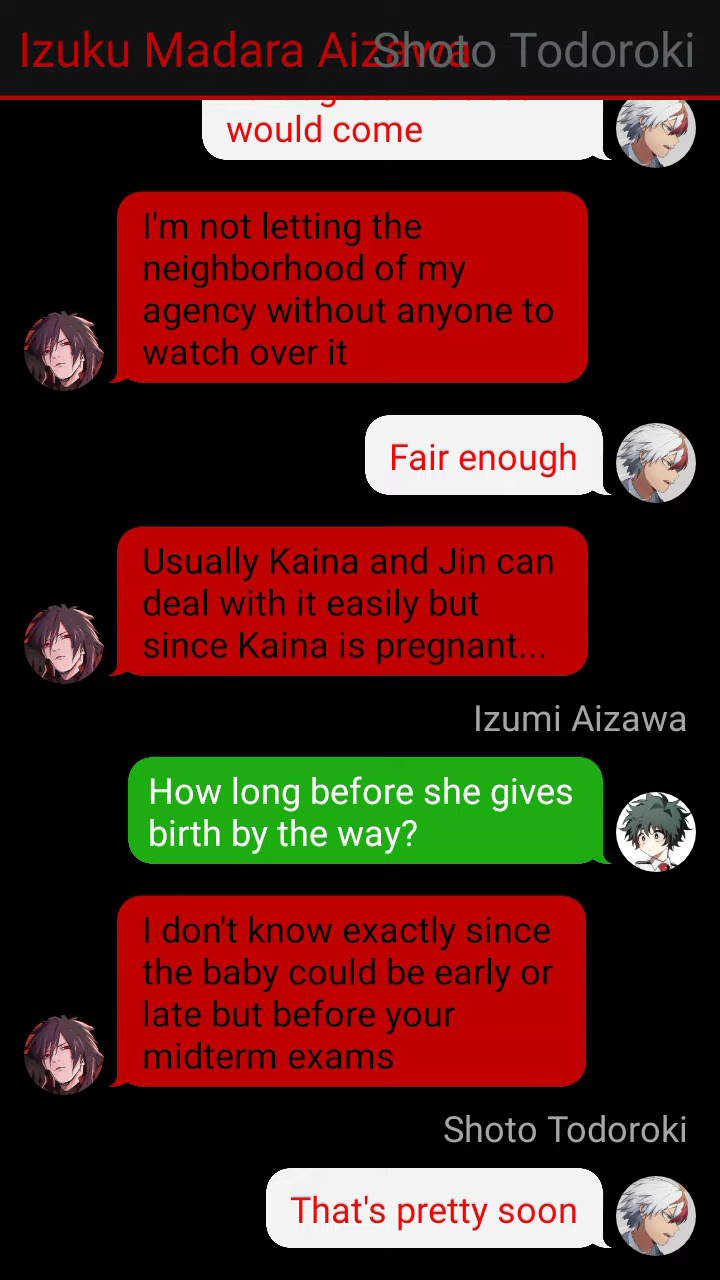 Izuku Madara Aizawa Shoto Todoroki
would come
I'm not letting the
neighborhood of my
agency without anyone to
watch over it
Fair enough
Usually Kaina and Jin can
deal with it easily but
since Kaina is pregnant...
Izumi Aizawa
How long before she gives
birth by the way?
I don't know exactly since
the baby could be early or
late but before your
midterm exams
Shoto Todoroki
That's pretty soon